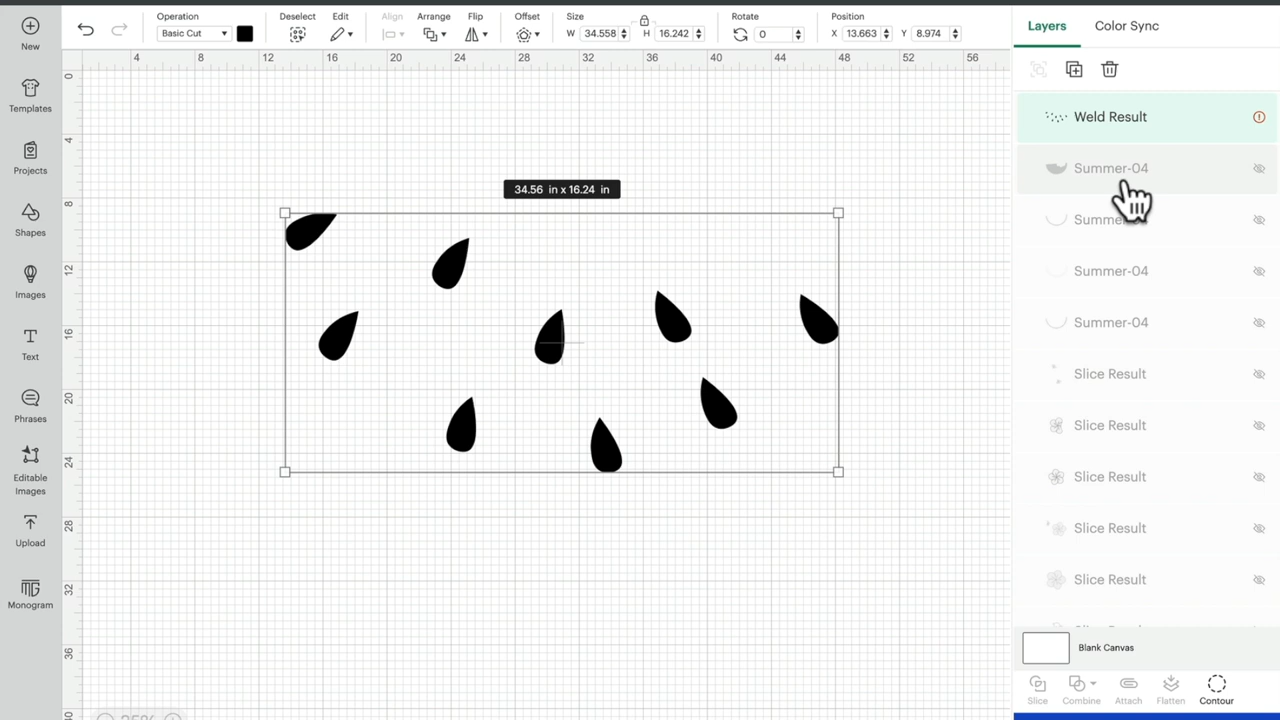 New
Templates
Projects
Shapes
Images
Text
Phrases
Editable
Images
Upload
Monogram
Operation
Basic Cut
Deselect
Edit
Align
Arrange
Flip
Offset
Size
W 34.558
H 16.242
Rotate
0
Position
X 13.663
Y 8.974
4 8 12 16 20 24 28 32 36 40 44 48 52 56
0
4
8
12
16
20
24
28
32
36
34.56 in x 16.24 in
Layers
Color Sync
Weld Result
Summer-04
Summer-04
Summer-04
Slice Result
Slice Result
Slice Result
Slice Result
Slice Result
Blank Canvas
Slice
Combine
Attach
Flatten
Contour